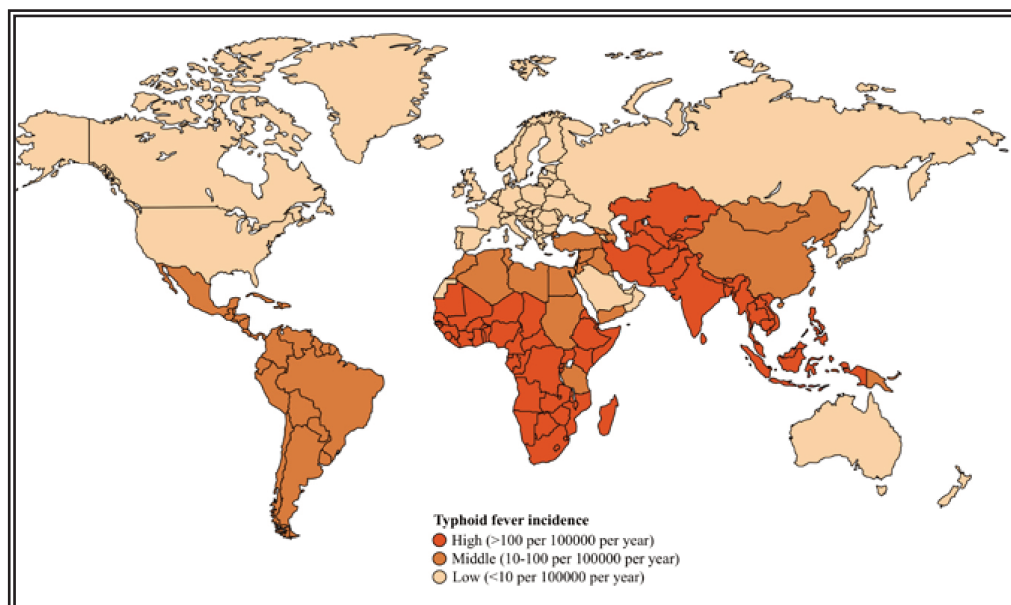 Typhoid fever incidence
High (>100 per 100000 per year)
Middle (10-100 per 100000 per year)
Low (<10 per 100000 per year)